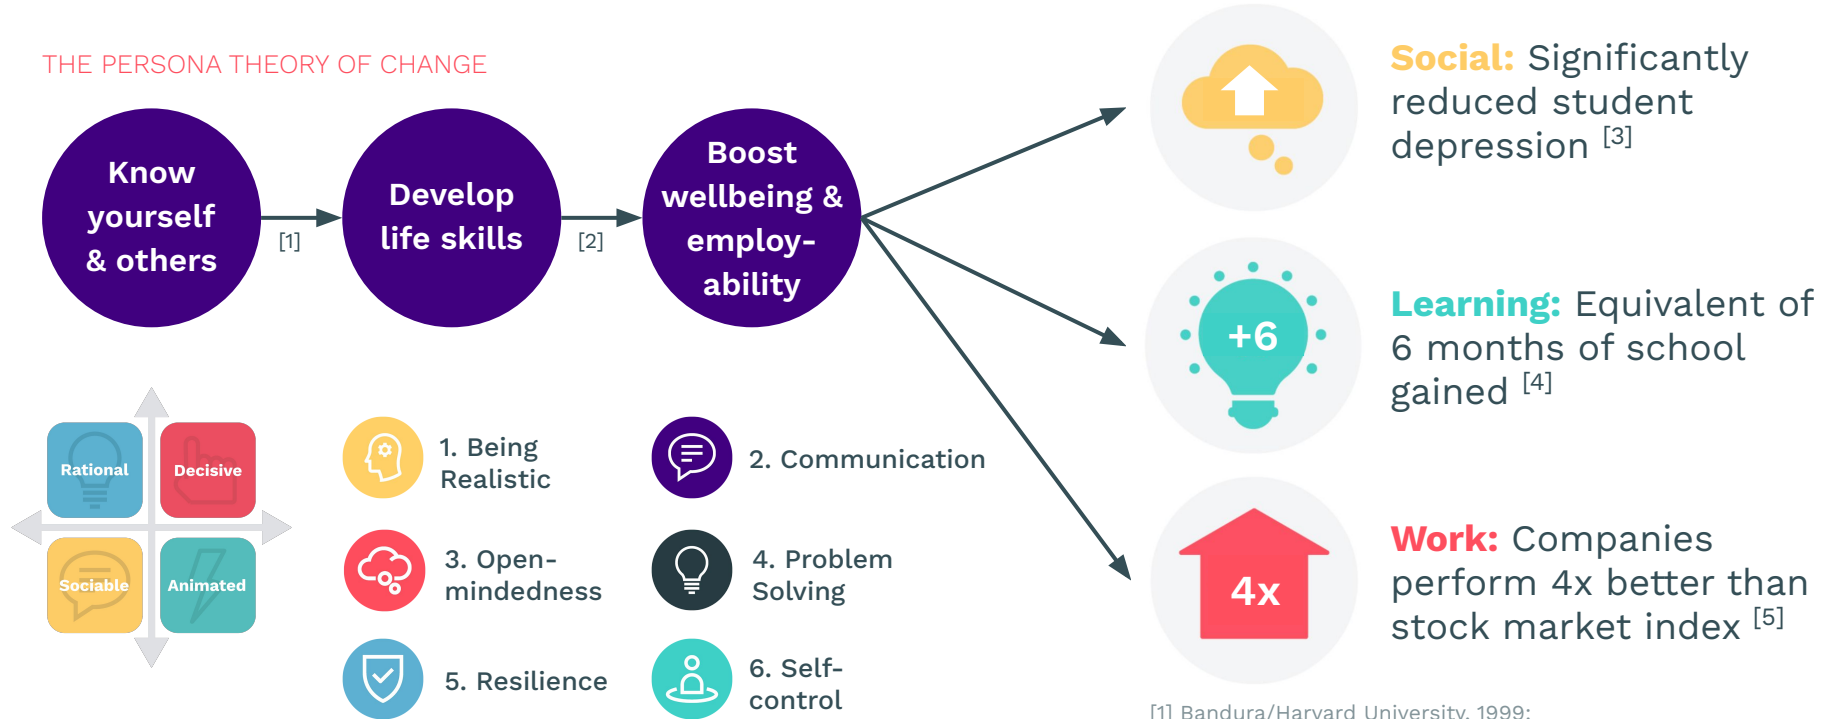 THE PERSONA THEORY OF CHANGE
Know
yourself
& others
[1]
Develop
life skills
[2]
Boost
wellbeing &
employ-
ability
Social: Significantly
reduced student
depression [3]
+6
Learning: Equivalent of
6 months of school
gained [4]
4x
Work: Companies
perform 4x better than
stock market index [5]
Rational
Decisive
Sociable
Animated
1. Being
Realistic
2. Communication
3. Open-
mindedness
4. Problem
Solving
5. Resilience
6. Self-
control
[1] Bandura/Harvard University, 1999;